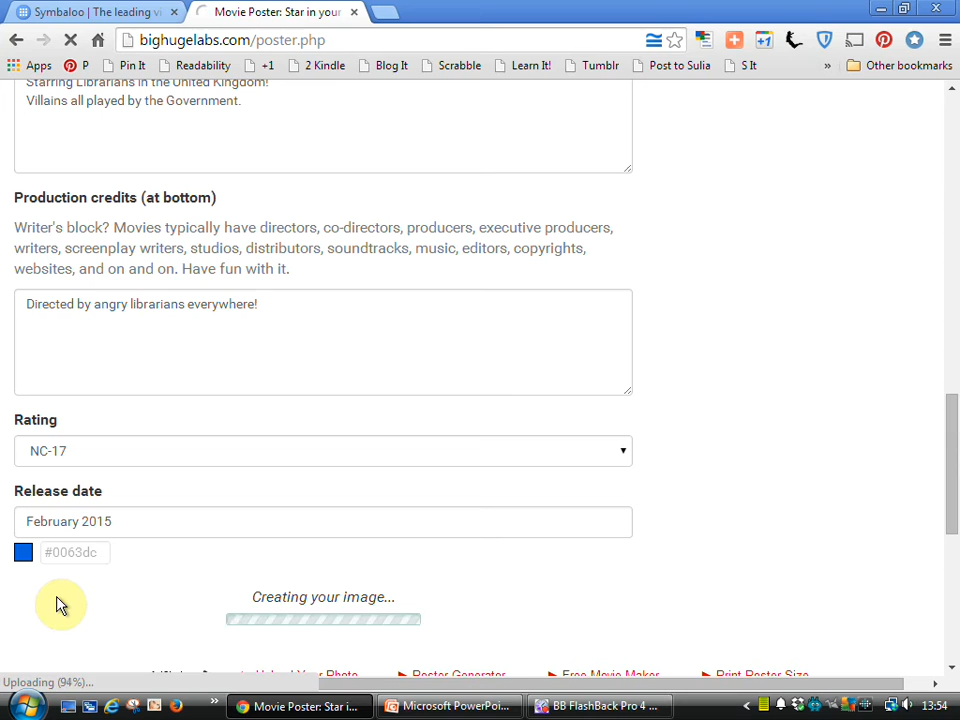 Symbaloo | The leading vi
Movie Poster: Star in your
bighugelabs.com/poster.php
Apps
P
Pin It
Readability
+1
2 Kindle
Blog It
Scrabble
Learn It!
Tumblr
Post to Sulia
S It
»
Other bookmarks
Starring Librarians in the United Kingdom!
Villains all played by the Government.
Production credits (at bottom)
Writer's block? Movies typically have directors, co-directors, producers, executive producers,
writers, screenplay writers, studios, distributors, soundtracks, music, editors, copyrights,
websites, and on and on. Have fun with it.
Directed by angry librarians everywhere!
Rating
NC-17
Release date
February 2015
#0063dc
Creating your image...
Upload Your Photo
Poster Generator
Free Movie Maker
Print Poster Size
Uploading (94%)...
Movie Poster: Star i...
Microsoft PowerPoi...
BB FlashBack Pro 4 ...
13:54